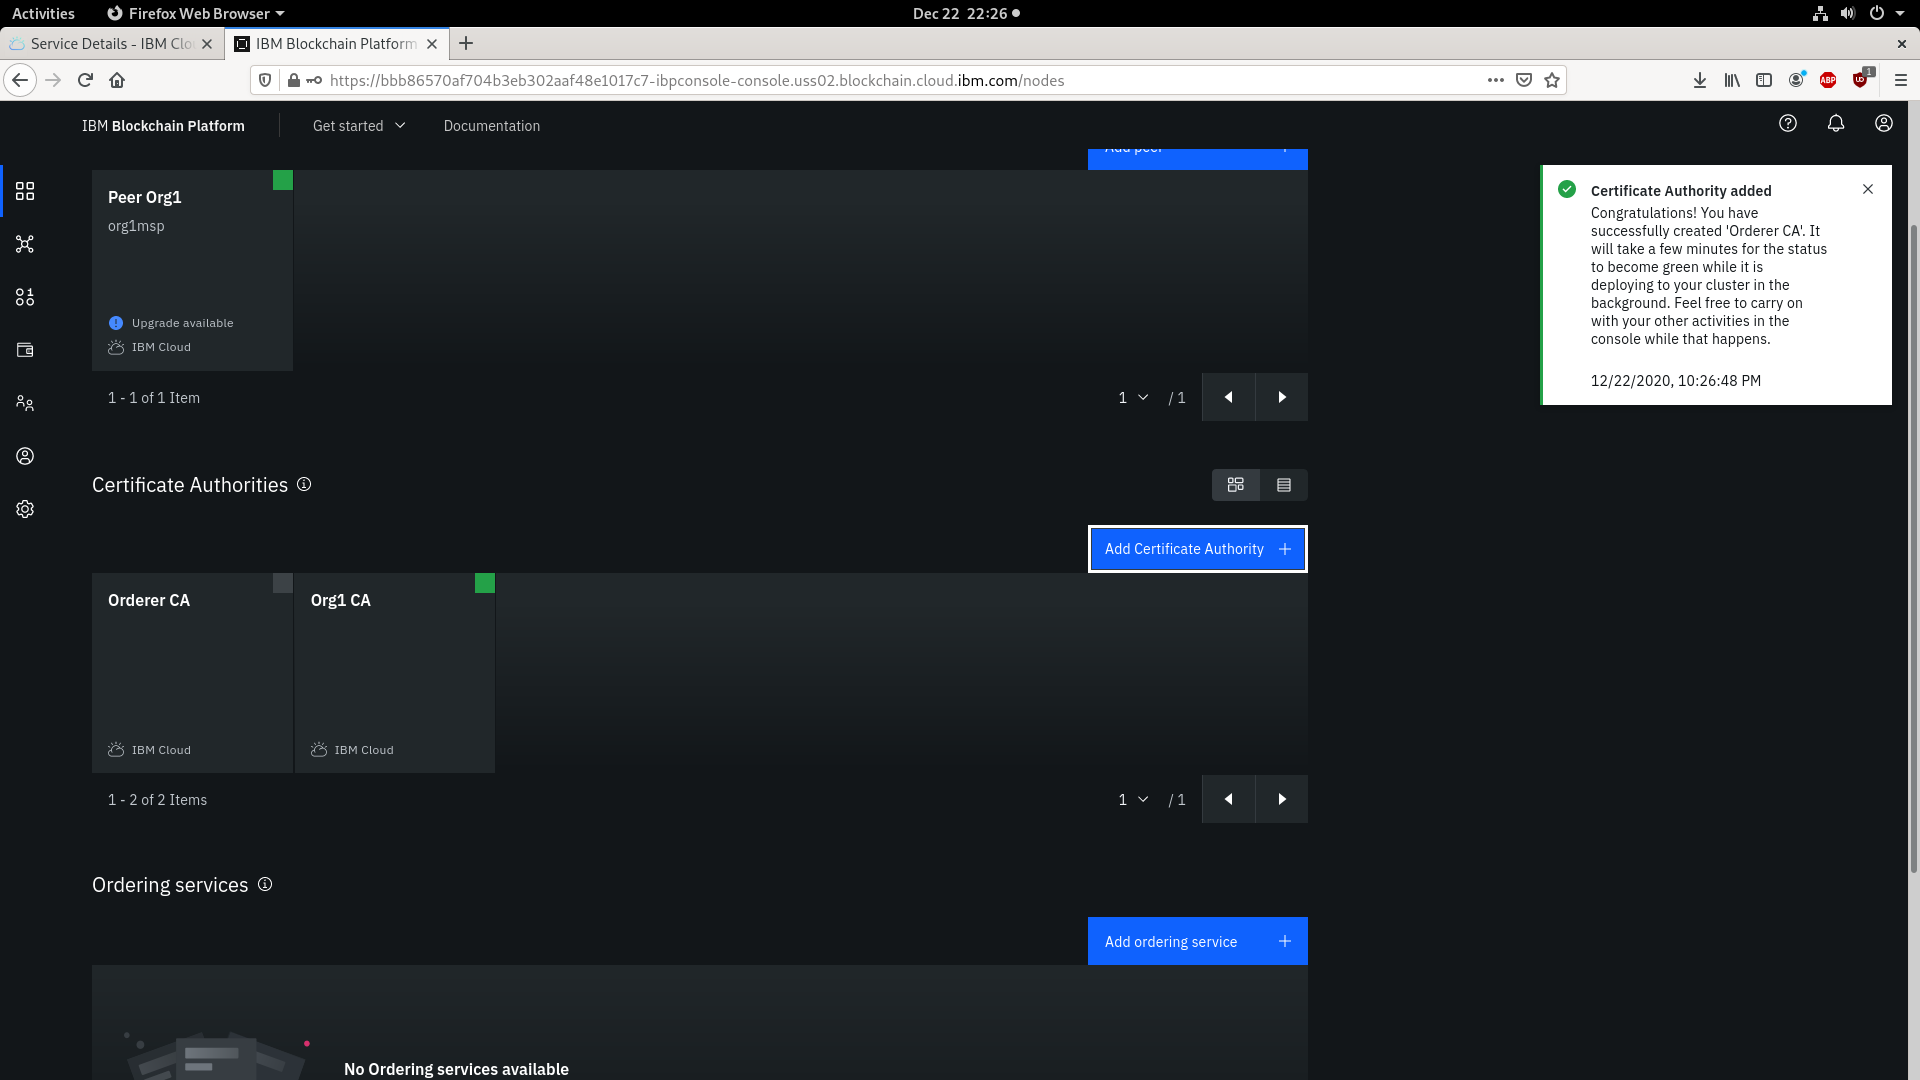 Activities
Firefox Web Browser
Dec 22 22:26
Service Details - IBM Clo
IBM Blockchain Platform
https://bbb86570af704b3eb302aaf48e1017c7-ibpconsole-console.uss02.blockchain.cloud.ibm.com/nodes
ABP
1
IBM Blockchain Platform
Get started
Documentation
Add peer
Peer Org1
org1msp
Upgrade available
IBM Cloud
1 - 1 of 1 Item
1
/ 1
Certificate Authority added
Congratulations! You have
successfully created 'Orderer CA'. It
will take a few minutes for the status
to become green while it is
deploying to your cluster in the
background. Feel free to carry on
with your other activities in the
console while that happens.
12/22/2020, 10:26:48 PM
Certificate Authorities
Add Certificate Authority
Orderer CA
IBM Cloud
Org1 CA
IBM Cloud
1 - 2 of 2 Items
1
/ 1
Ordering services
Add ordering service
No Ordering services available